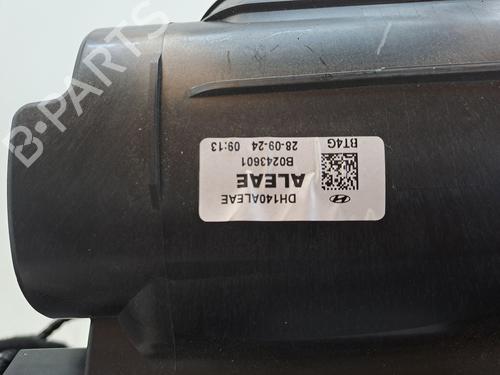 DH140ALEAE
ALEAE
B0243601
28-09-24 09:13
BT4G
B-PARTS